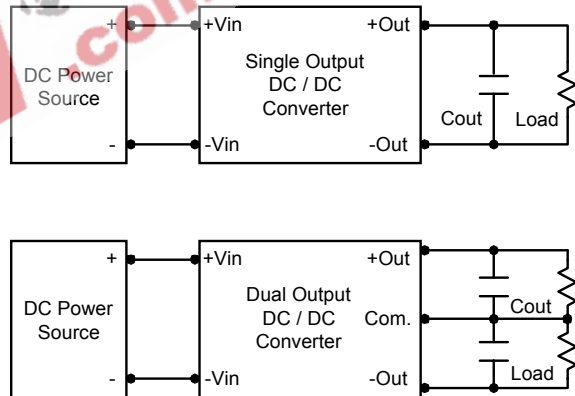 .com
+ +Vin +Out
DC Power
Source
Single Output
DC / DC
Converter
Cout Load
- -Vin -Out
+ +Vin +Out
DC Power
Source
Dual Output
DC / DC
Converter
Com.
Cout
Load
- -Vin -Out